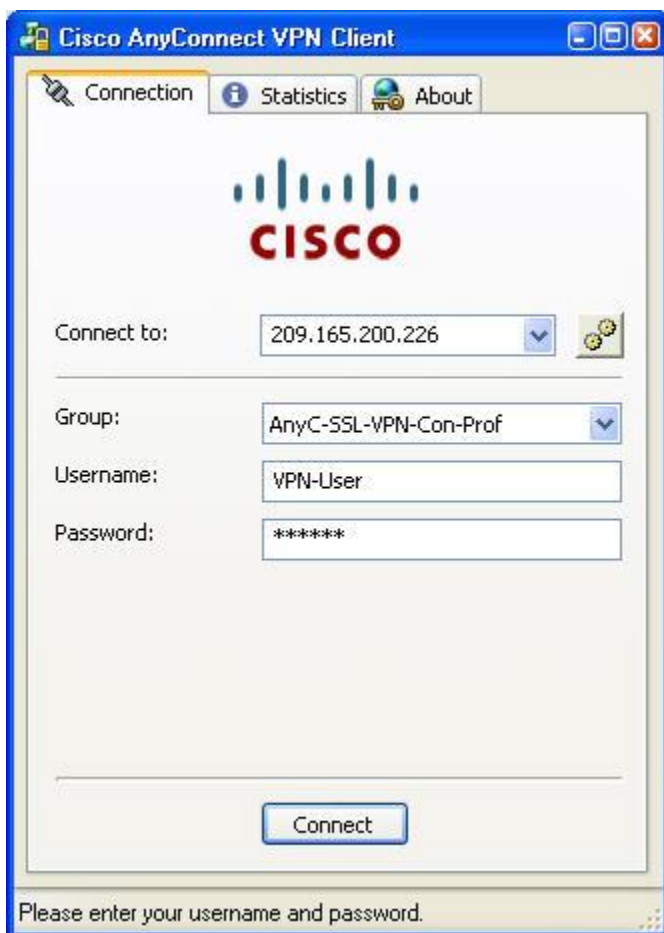 Cisco AnyConnect VPN Client
Connection Statistics About
CISCO
Connect to: 209.165.200.226
Group: AnyC-SSL-VPN-Con-Prof
Username: VPN-User
Password: ******
Connect
Please enter your username and password.